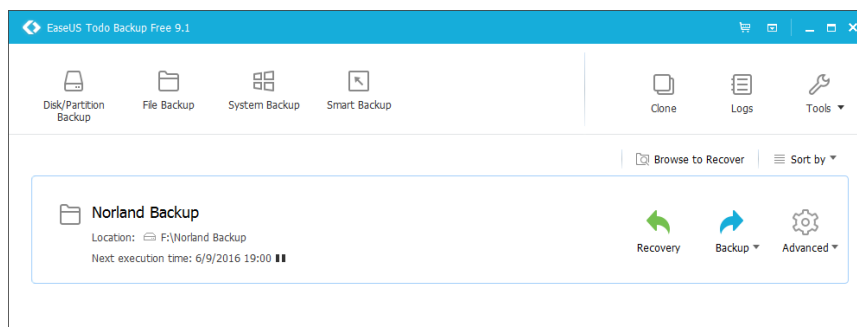 EaseUS Todo Backup Free 9.1
Disk/Partition
Backup
File Backup
System Backup
Smart Backup
Clone
Logs
Tools
Browse to Recover
Sort by
Norland Backup
Location: F:\Norland Backup
Next execution time: 6/9/2016 19:00
Recovery
Backup
Advanced